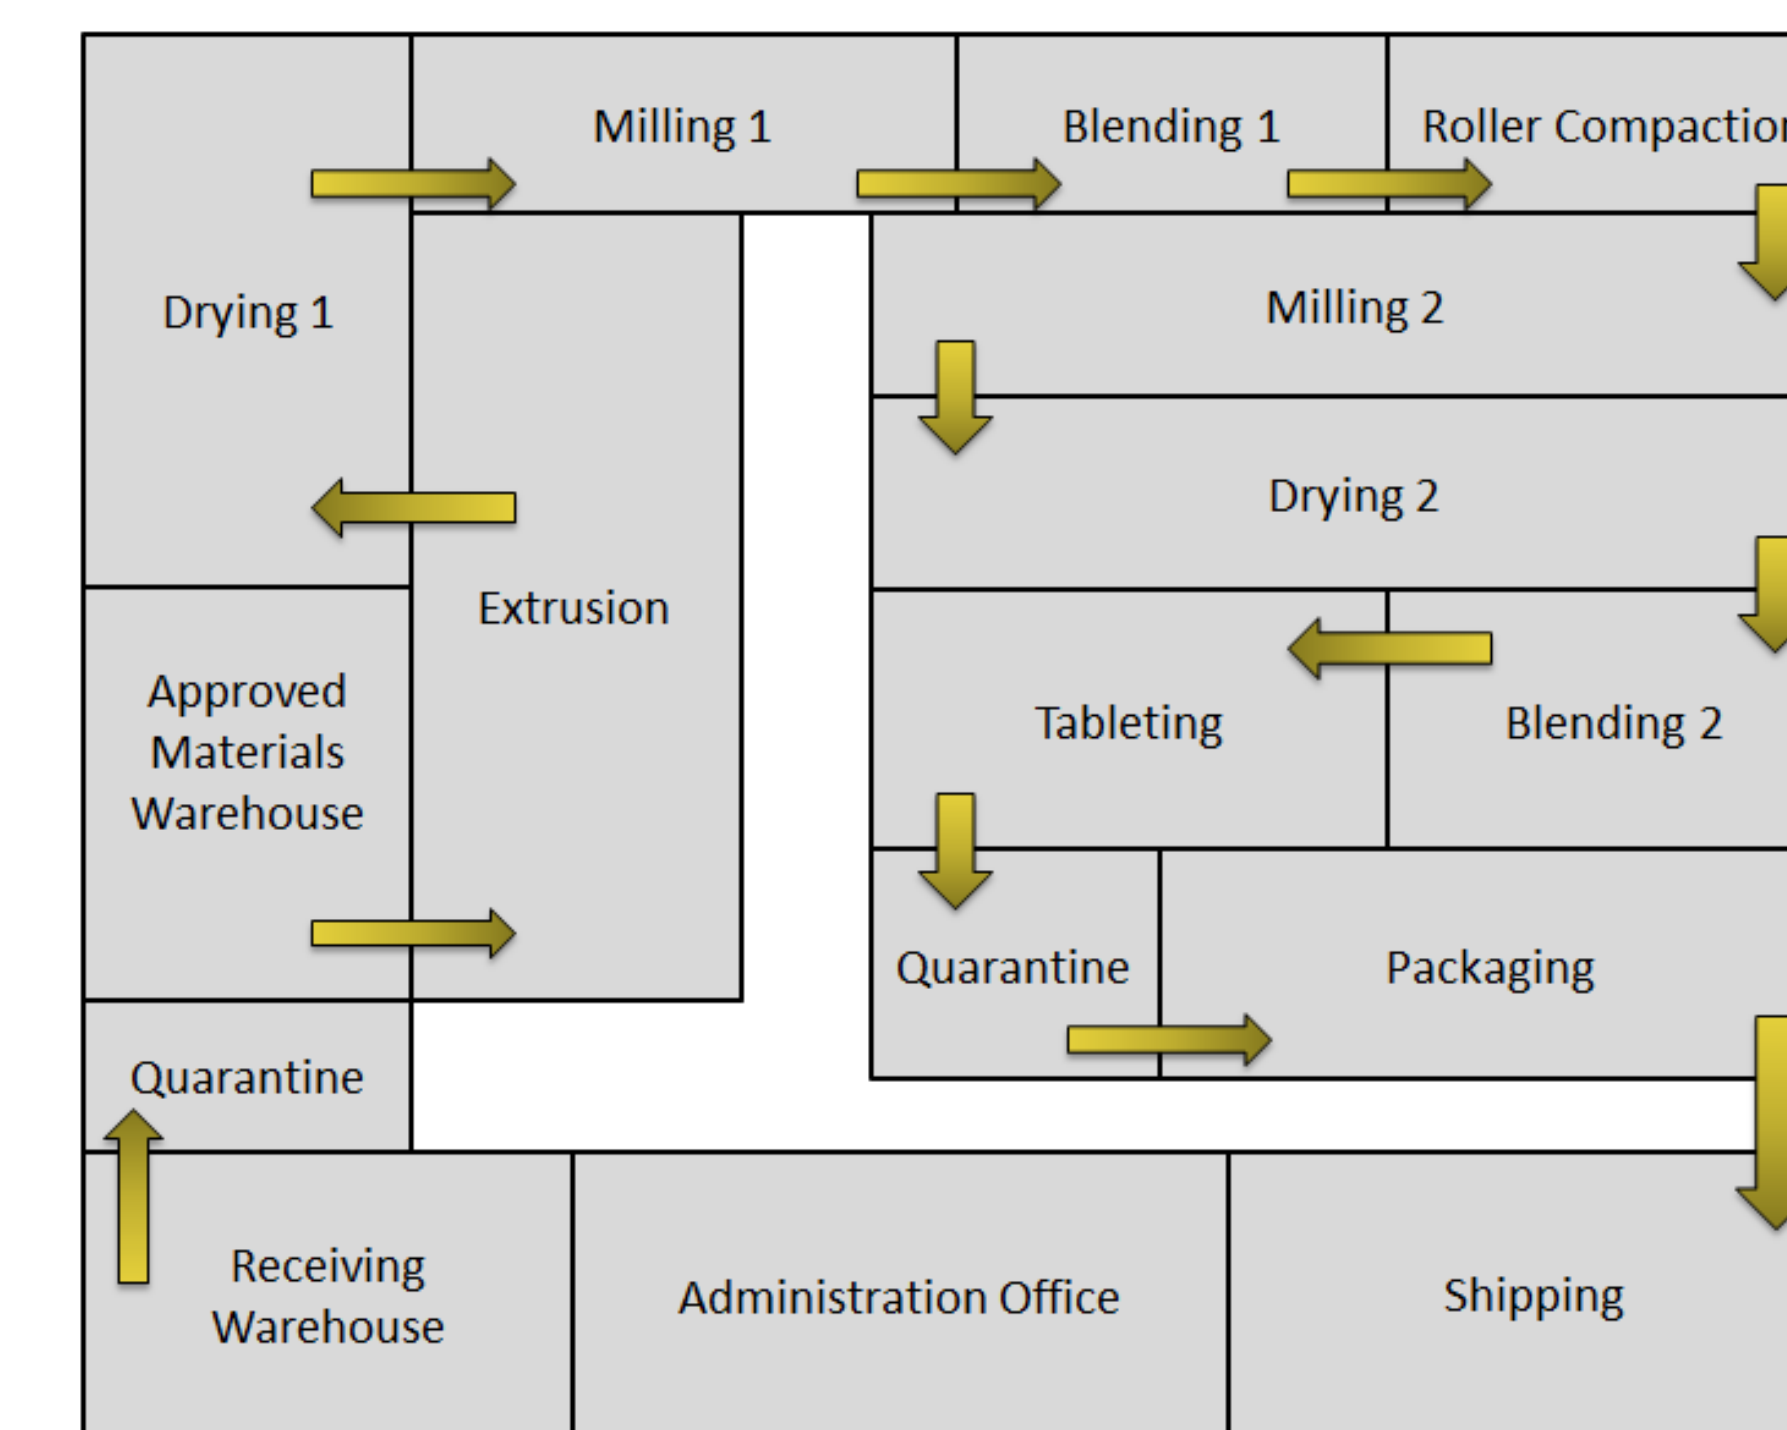 Milling 1
Blending 1
Roller Compaction
Drying 1
Milling 2
Drying 2
Extrusion
Approved
Materials
Warehouse
Tableting
Blending 2
Quarantine
Packaging
Quarantine
Receiving
Warehouse
Administration Office
Shipping